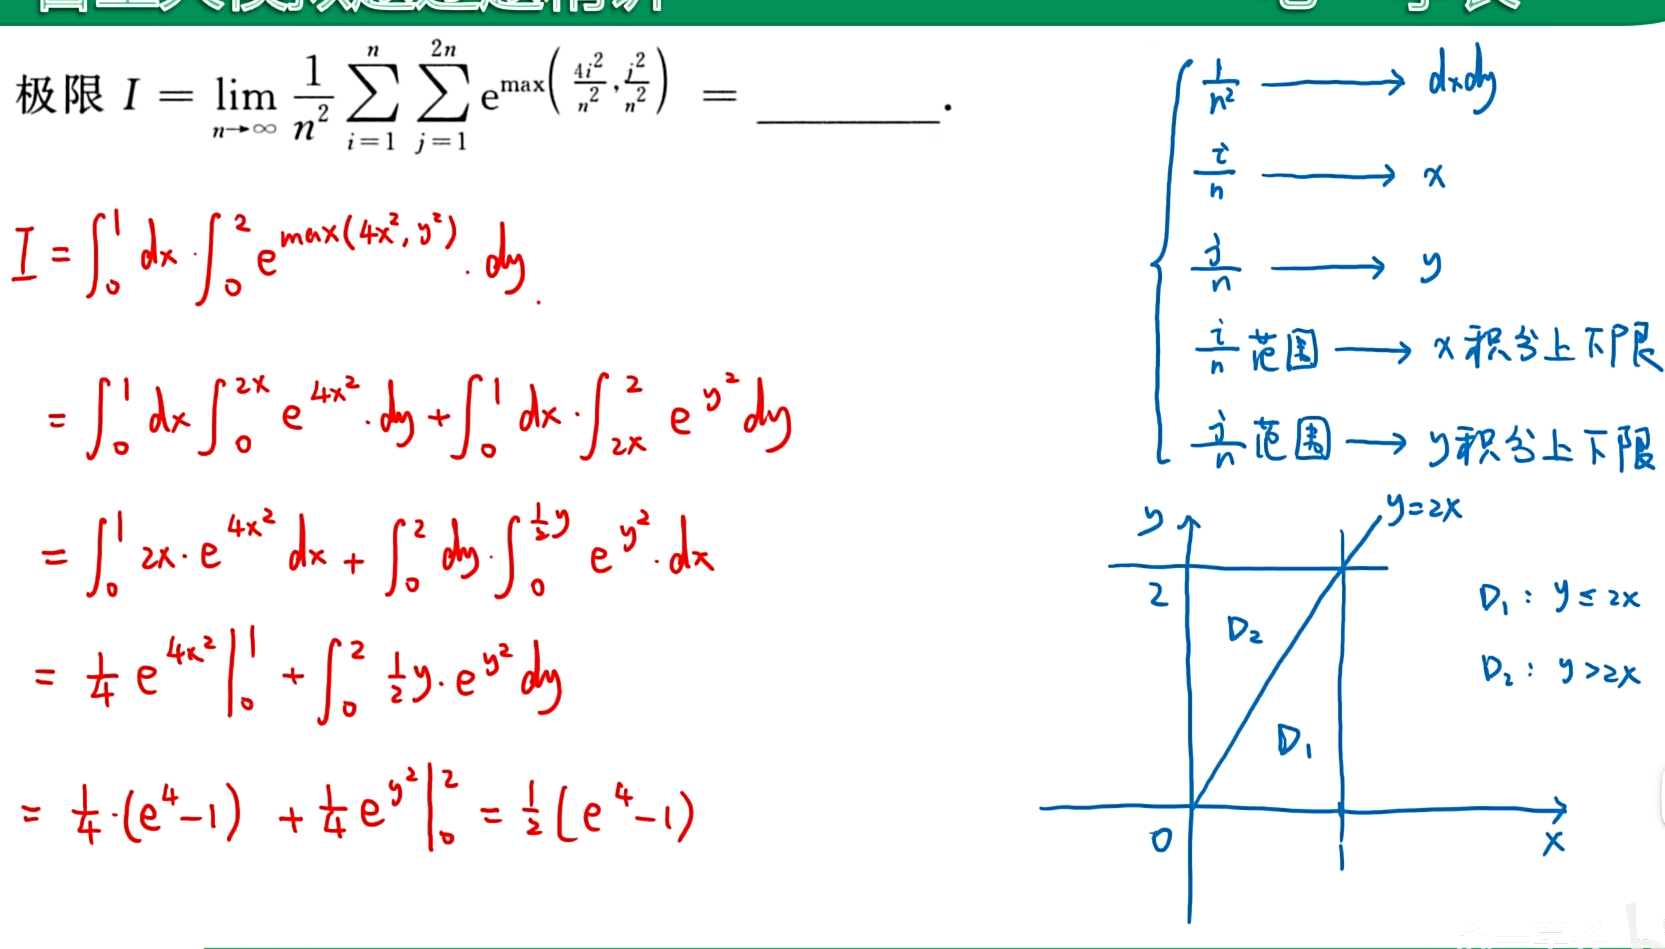 极限 I = lim_{n→∞} 1/n² ∑_{i=1}^{n} ∑_{j=1}^{2n} e^{max(4i²/n², j²/n²)} = ________.
I = ∫₀¹ dx · ∫₀² e^{max(4x², y²)} · dy.
= ∫₀¹ dx ∫₀^{2x} e^{4x²} · dy + ∫₀¹ dx · ∫_{2x}² e^{y²} dy
= ∫₀¹ 2x · e^{4x²} dx + ∫₀² dy · ∫₀^{½y} e^{y²} · dx
= ¼ e^{4x²} |₀¹ + ∫₀² ½y · e^{y²} dy
= ¼ · (e⁴ − 1) + ¼ e^{y²} |₀² = ½ (e⁴ − 1)
1/n² ⟶ dxdy
i/n ⟶ x
j/n ⟶ y
i/n 范围 ⟶ x积分上下限
j/n 范围 ⟶ y积分上下限
y y=2x
2
D₂
D₁
0 1 x
D₁: y ≤ 2x
D₂: y > 2x